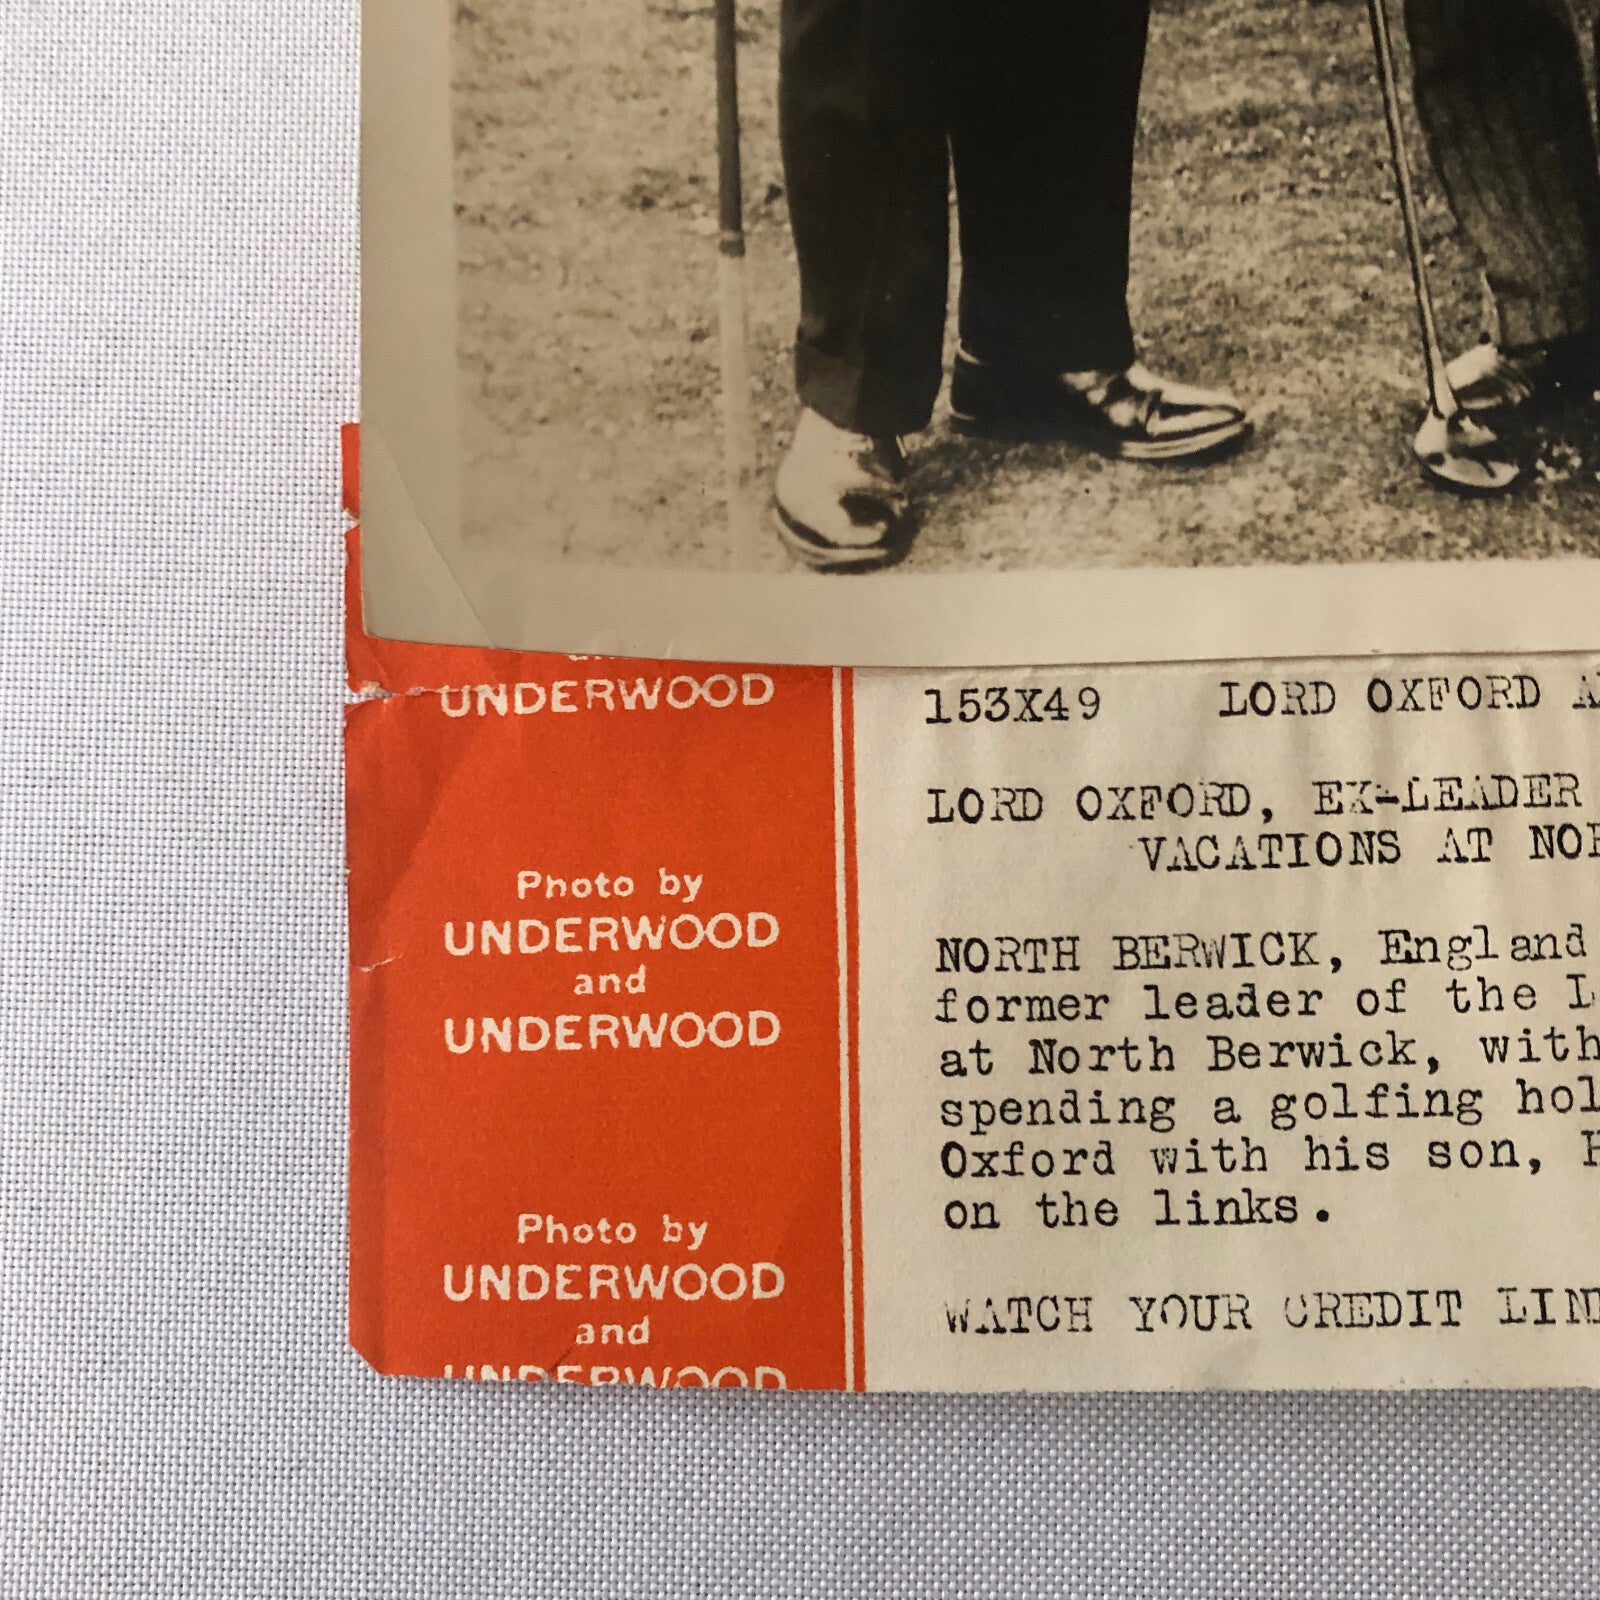 UNDERWOOD
Photo by
UNDERWOOD
and
UNDERWOOD
Photo by
UNDERWOOD
and
UNDERWOOD
153X49 LORD OXFORD
LORD OXFORD, EX-LEADER
VACATIONS AT
NORTH BERWICK, England
former leader of the
at North Berwick, with
spending a golfing
Oxford with his son,
on the links.
WATCH YOUR CREDIT